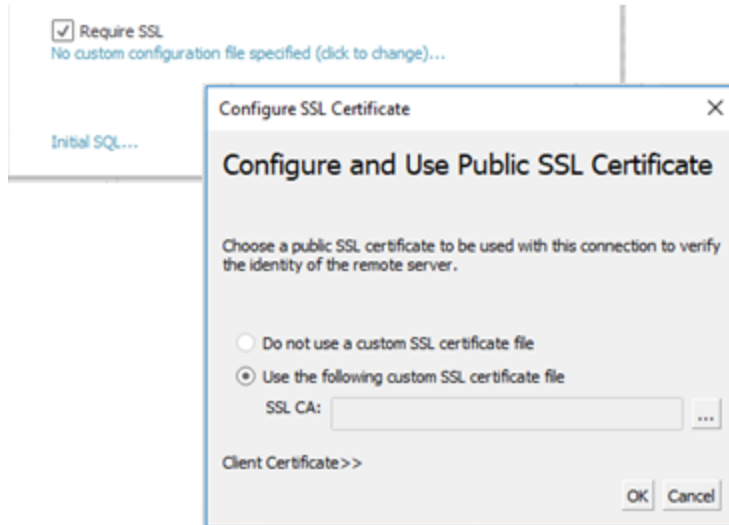 Require SSL
No custom configuration file specified (click to change)...
Initial SQL...
Configure SSL Certificate
Configure and Use Public SSL Certificate
Choose a public SSL certificate to be used with this connection to verify
the identity of the remote server.
Do not use a custom SSL certificate file
Use the following custom SSL certificate file
SSL CA:
...
Client Certificate>>
OK Cancel